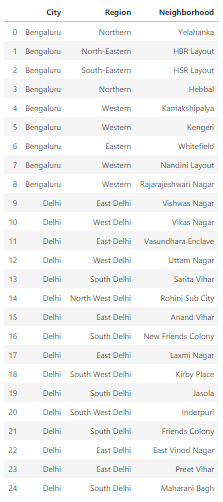 City Region Neighborhood
0 Bengaluru Northern Yelahanka
1 Bengaluru North-Eastern HBR Layout
2 Bengaluru South-Eastern HSR Layout
3 Bengaluru Northern Hebbal
4 Bengaluru Western Kamakshipalya
5 Bengaluru Western Kengeri
6 Bengaluru Eastern Whitefield
7 Bengaluru Western Nandini Layout
8 Bengaluru Western Rajarajeshwari Nagar
9 Delhi East Delhi Vishwas Nagar
10 Delhi West Delhi Vikas Nagar
11 Delhi East Delhi Vasundhara Enclave
12 Delhi West Delhi Uttam Nagar
13 Delhi South Delhi Sarita Vihar
14 Delhi North West Delhi Rohini Sub City
15 Delhi East Delhi Anand Vihar
16 Delhi South Delhi New Friends Colony
17 Delhi East Delhi Laxmi Nagar
18 Delhi South West Delhi Kirby Place
19 Delhi South Delhi Jasola
20 Delhi South West Delhi Inderpuri
21 Delhi South Delhi Friends Colony
22 Delhi East Delhi East Vinod Nagar
23 Delhi East Delhi Preet Vihar
24 Delhi South Delhi Maharani Bagh